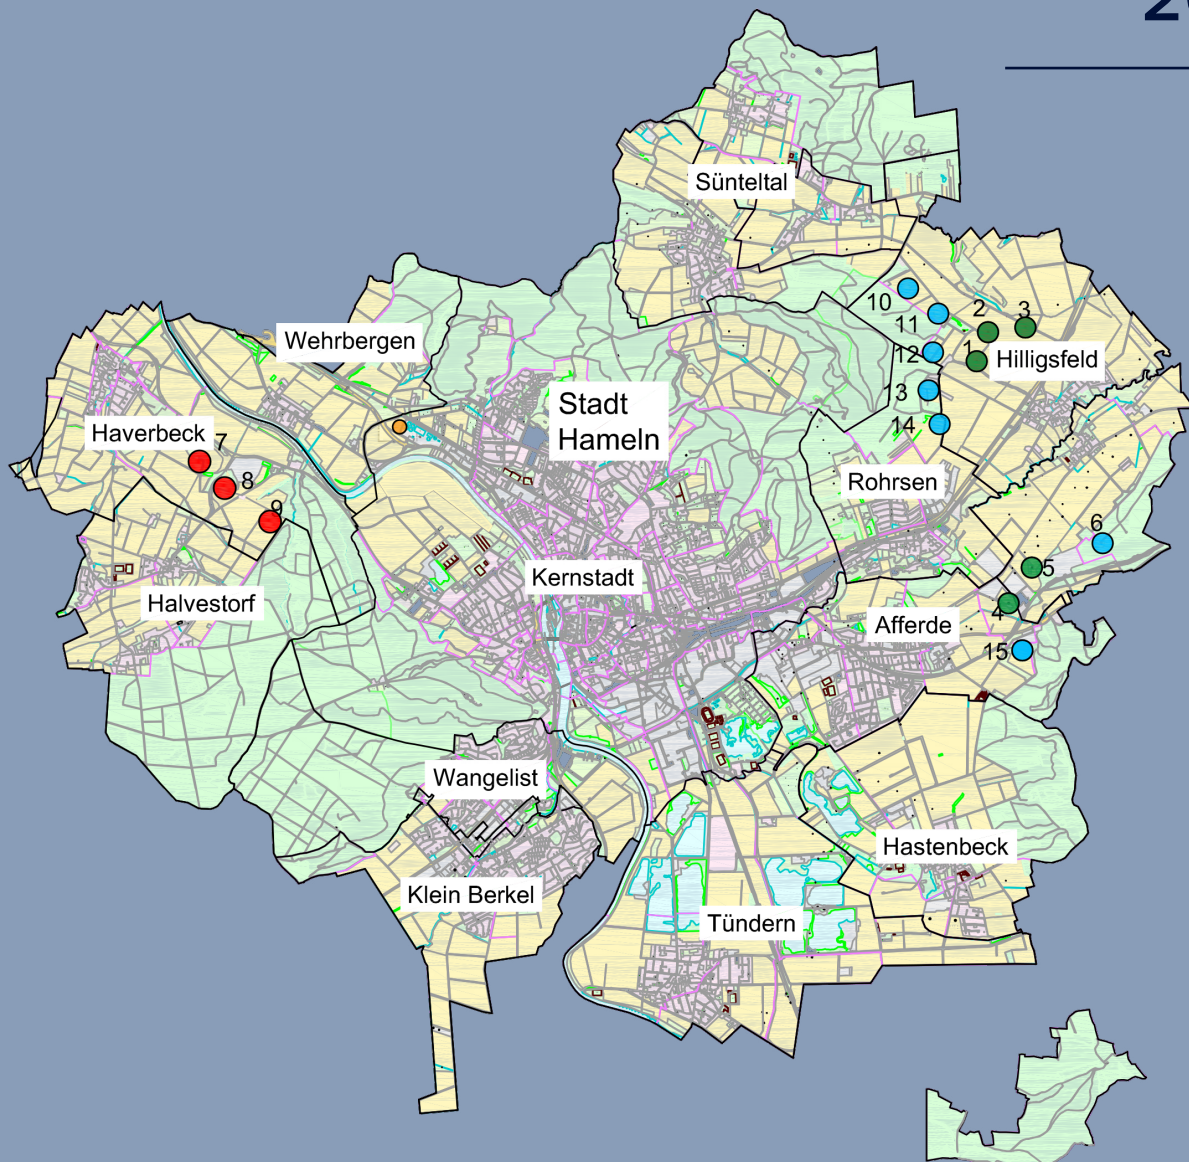 2
Sünteltal
10
11
2
3
1
12
Hilligsfeld
Wehrbergen
13
14
Stadt
Hameln
Haverbeck
7
8
9
Rohrsen
6
5
Kernstadt
4
Halvestorf
Afferde
15
Wangelist
Hastenbeck
Klein Berkel
Tündern